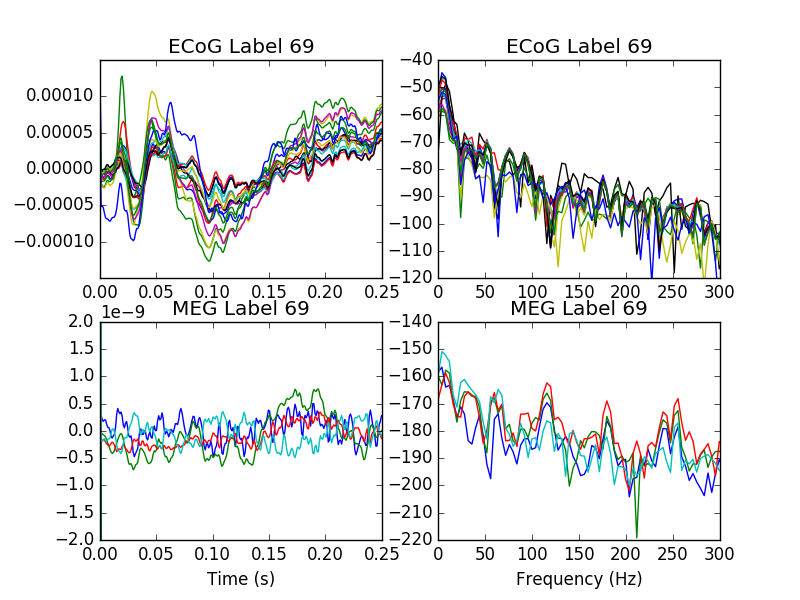 ECoG Label 69
ECoG Label 69
0.00010
0.00005
0.00000
−0.00005
−0.00010
0.00 0.05 0.10 0.15 0.20 0.25
−40
−50
−60
−70
−80
−90
−100
−110
−120
0 50 100 150 200 250 300
1e−9
MEG Label 69
MEG Label 69
2.0
1.5
1.0
0.5
0.0
−0.5
−1.0
−1.5
−2.0
0.00 0.05 0.10 0.15 0.20 0.25
Time (s)
−140
−150
−160
−170
−180
−190
−200
−210
−220
0 50 100 150 200 250 300
Frequency (Hz)